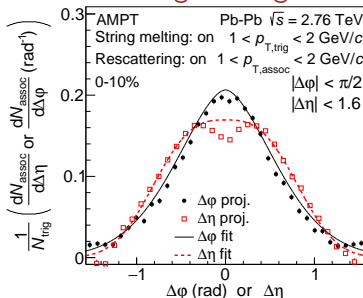 AMPT Pb-Pb √s = 2.76 TeV
String melting: on 1 < p_T,trig < 2 GeV/c
Rescattering: on 1 < p_T,assoc < 2 GeV/c
0-10% |Δφ| < π/2
|Δη| < 1.6
1/N_trig (dN_assoc/dΔη or dN_assoc/dΔφ (rad⁻¹))
0.3
0.2
0.1
0
Δφ proj.
Δη proj.
Δφ fit
Δη fit
−1 0 1
Δφ (rad) or Δη